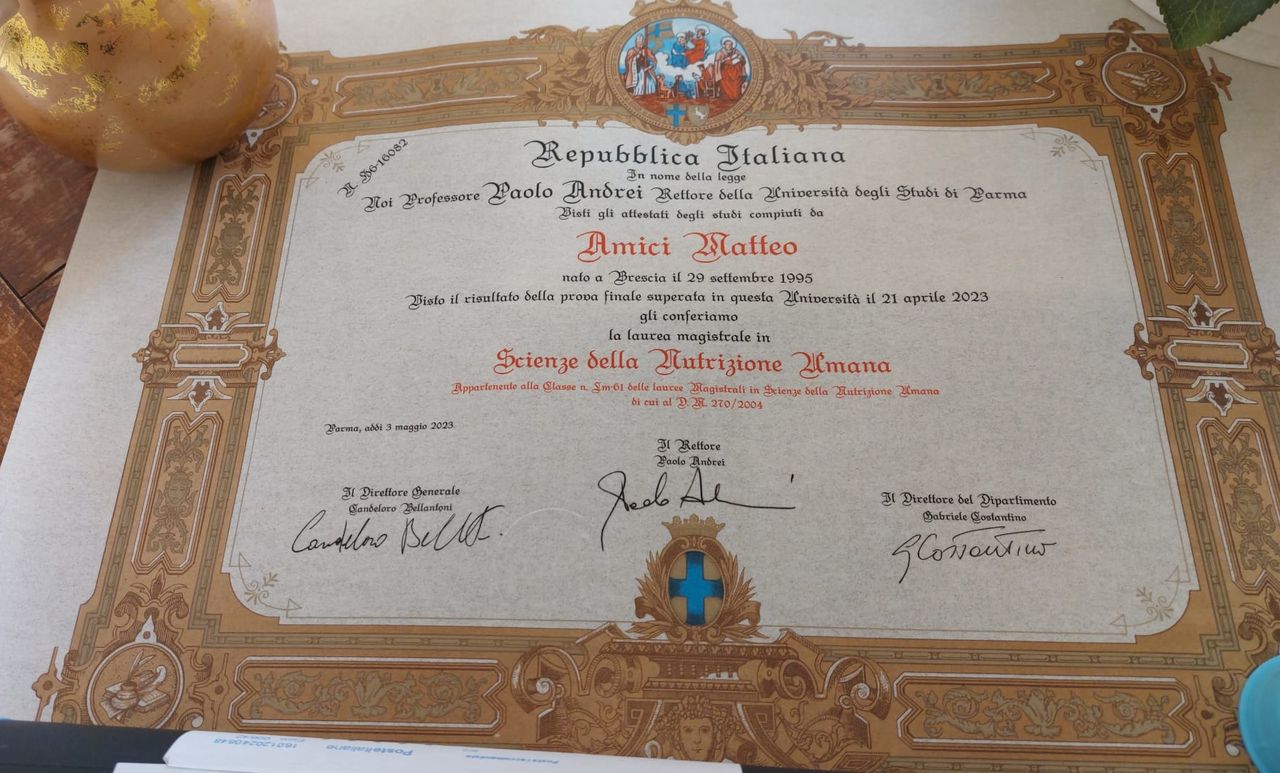 N. S6-16082
Repubblica Italiana
In nome della legge
Noi Professore Paolo Andrei Rettore della Università degli Studi di Parma
Visti gli attestati degli studi compiuti da
Amici Matteo
nato a Brescia il 29 settembre 1995
Visto il risultato della prova finale superata in questa Università il 21 aprile 2023
gli conferiamo
la laurea magistrale in
Scienze della Nutrizione Umana
Appartenente alla Classe n. Lm-61 delle lauree Magistrali in Scienze della Nutrizione Umana
di cui al D. M. 270/2004
Parma, addì 3 maggio 2023
Il Rettore
Paolo Andrei
Paolo
Il Direttore Generale
Candeloro Bellantoni
Candeloro
Il Direttore del Dipartimento
Gabriele Costantino
G Costantino
Posteitaliane